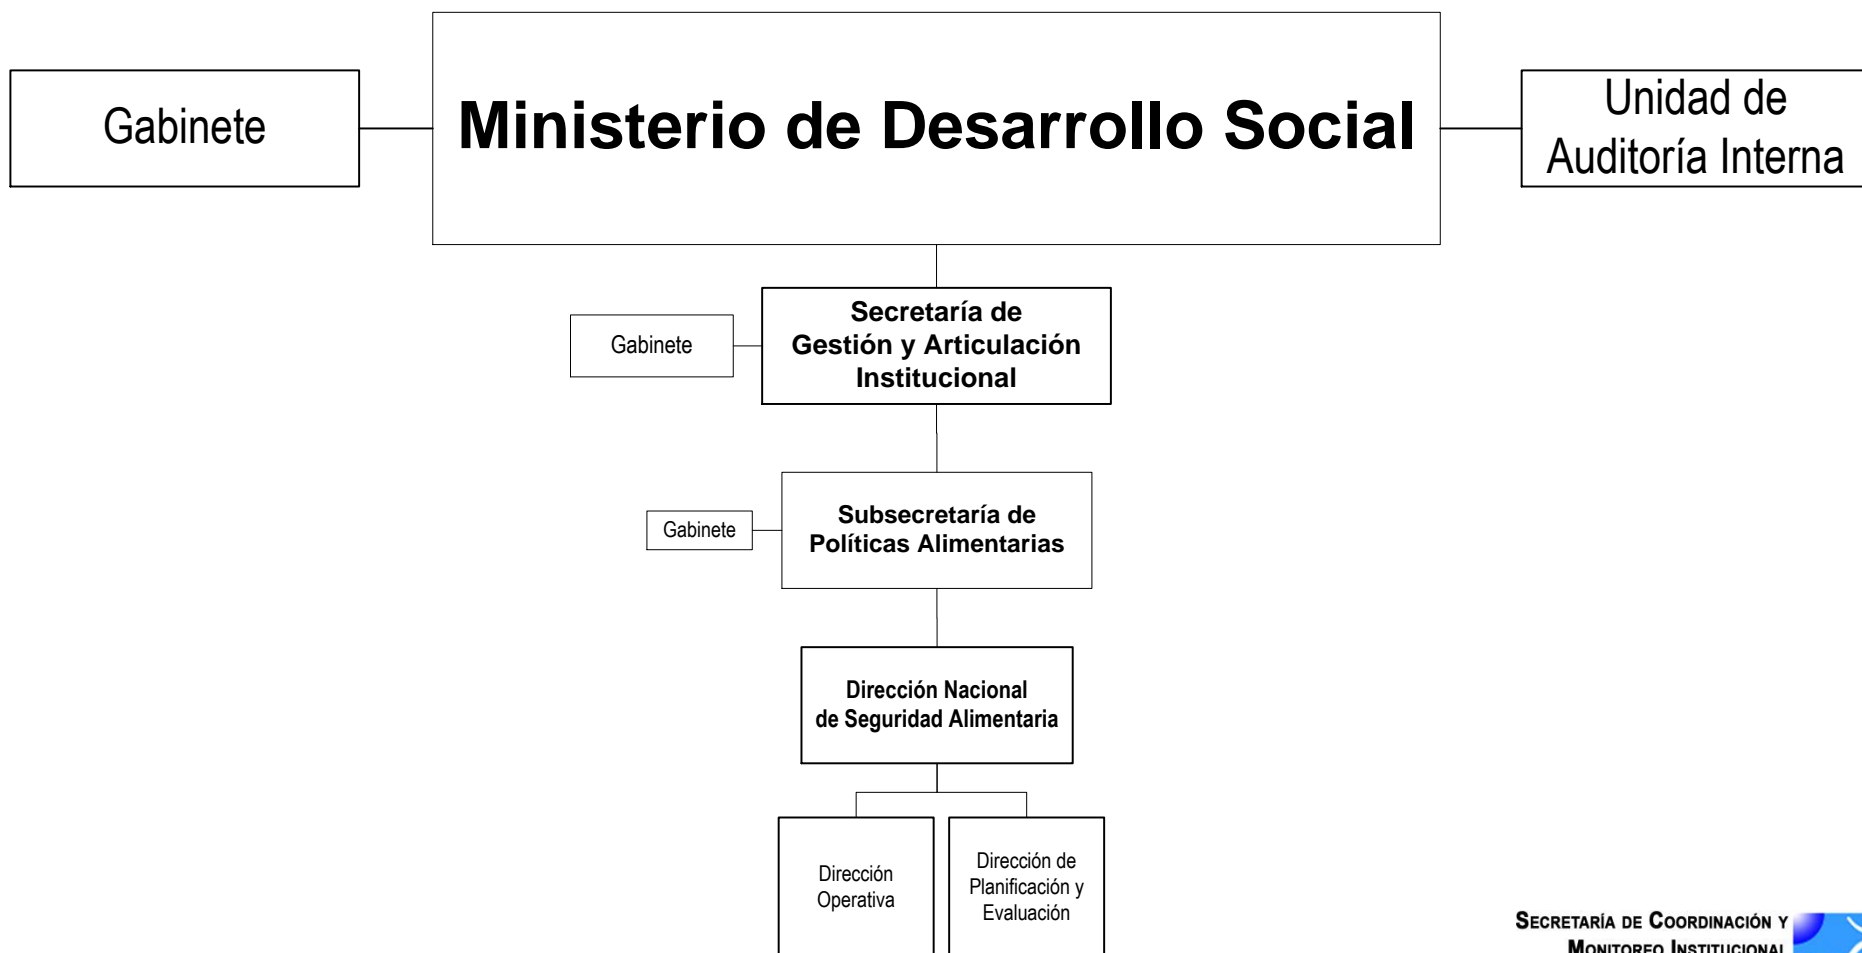 Gabinete
Ministerio de Desarrollo Social
Unidad de
Auditoría Interna
Gabinete
Secretaría de
Gestión y Articulación
Institucional
Gabinete
Subsecretaría de
Políticas Alimentarias
Dirección Nacional
de Seguridad Alimentaria
Dirección
Operativa
Dirección de
Planificación y
Evaluación
SECRETARÍA DE COORDINACIÓN Y
MONITOREO INSTITUCIONAL